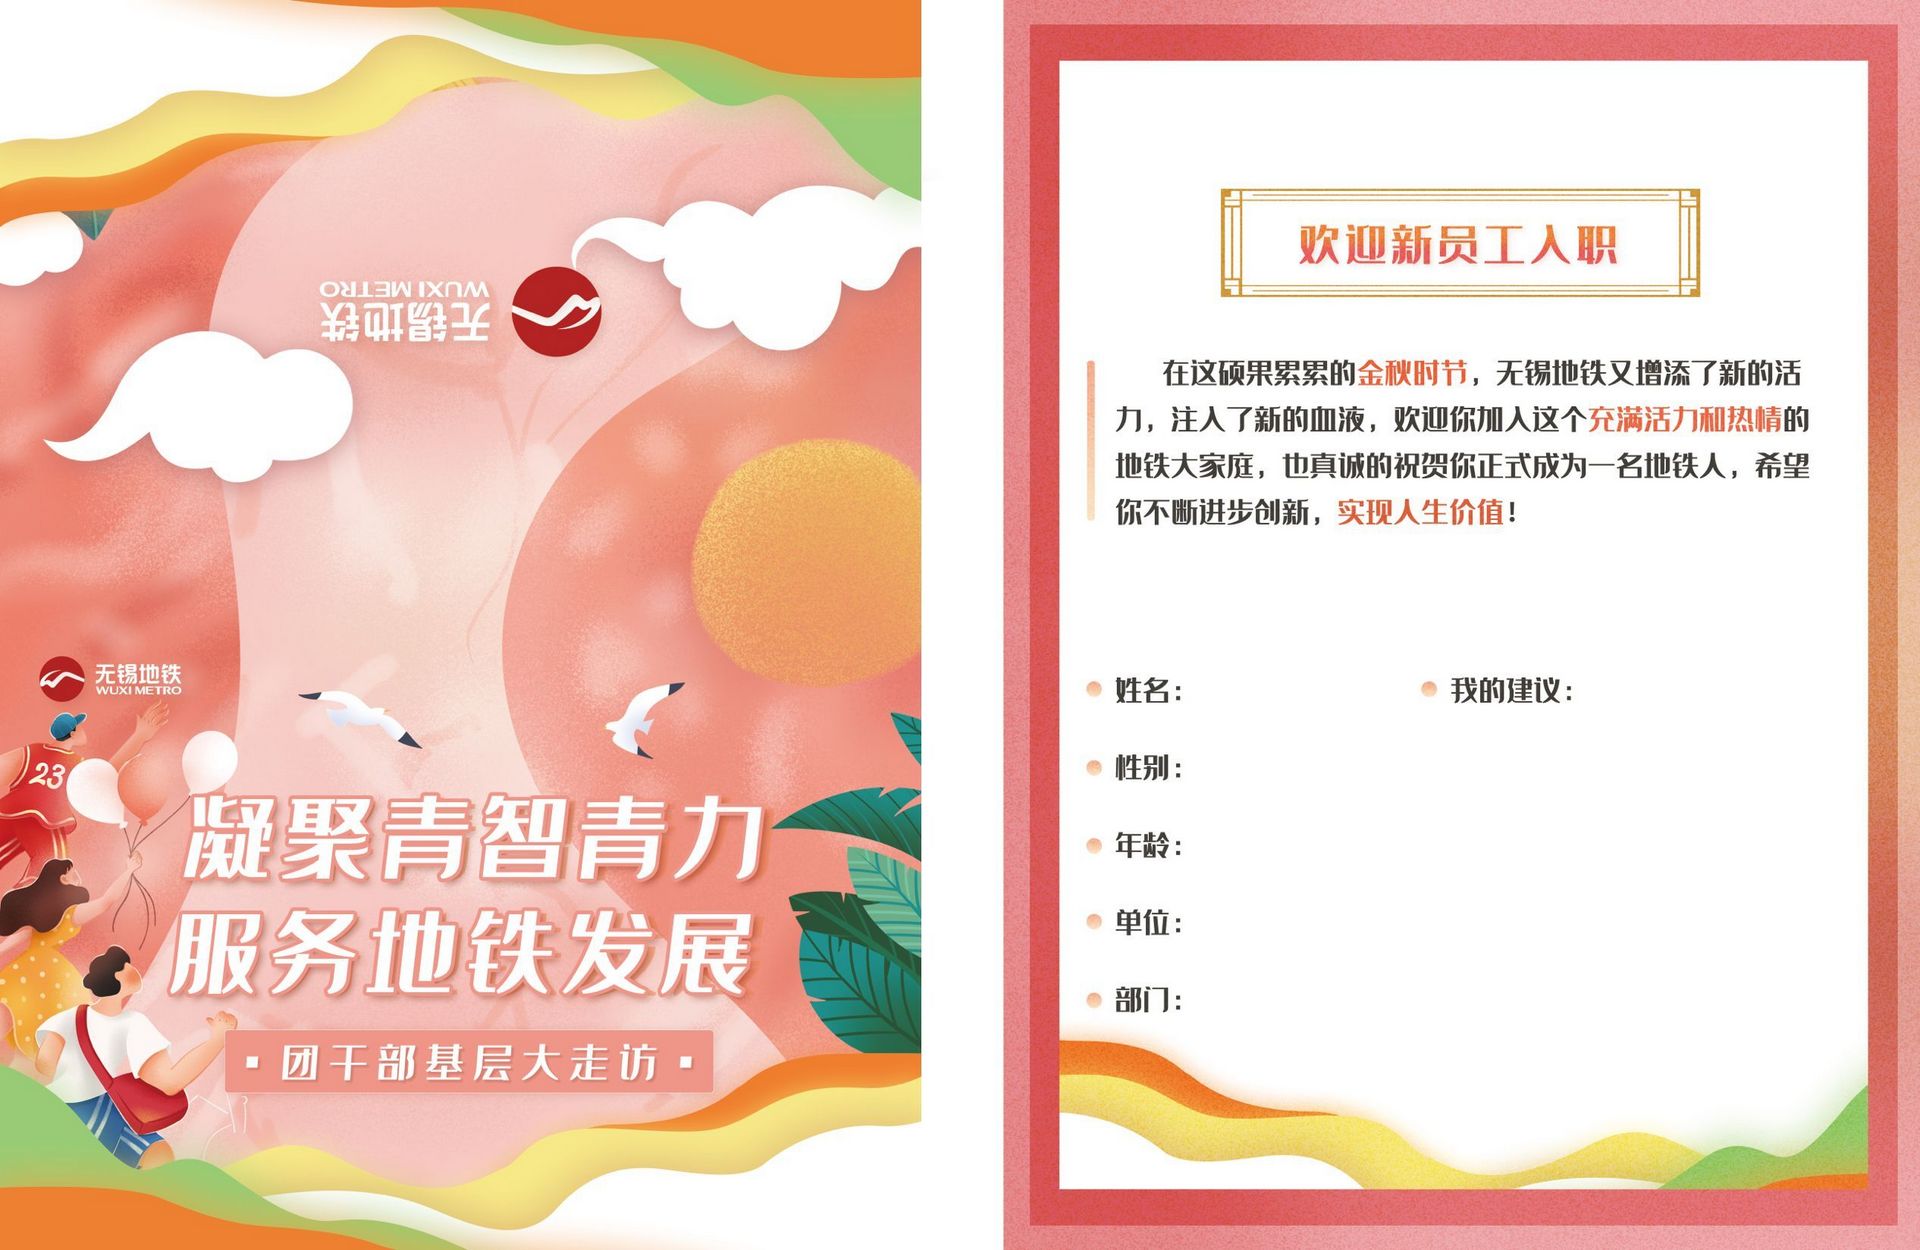 无锡地铁
WUXI METRO
无锡地铁
WUXI METRO
23
凝聚青智青力
服务地铁发展
团干部基层大走访
欢迎新员工入职
在这硕果累累的金秋时节，无锡地铁又增添了新的活
力，注入了新的血液，欢迎你加入这个充满活力和热情的
地铁大家庭，也真诚的祝贺你正式成为一名地铁人，希望
你不断进步创新，实现人生价值！
姓名：
我的建议：
性别：
年龄：
单位：
部门：